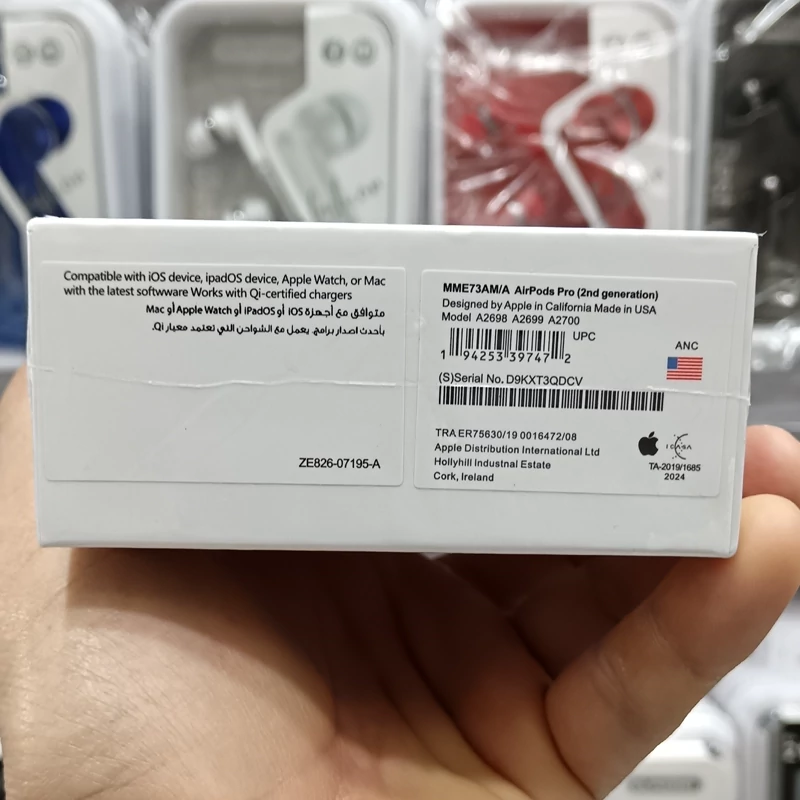 Compatible with iOS device, ipadOS device, Apple Watch, or Mac
with the latest softwware Works with Qi-certified chargers
متوافق مع أجهزة iOS أو iPadOS أو Apple Watch أو Mac
بأحدث اصدار برامج. يعمل مع الشواحن التي تعتمد معيار Qi.
ZE826-07195-A
MME73AM/A AirPods Pro (2nd generation)
Designed by Apple in California Made in USA
Model A2698 A2699 A2700
UPC
1 94253 39747 2
ANC
(S)Serial No. D9KXT3QDCV
TRA ER75630/19 0016472/08
Apple Distribution International Ltd
Hollyhill Industnal Estate
Cork, Ireland
ICASA
TA-2019/1685
2024